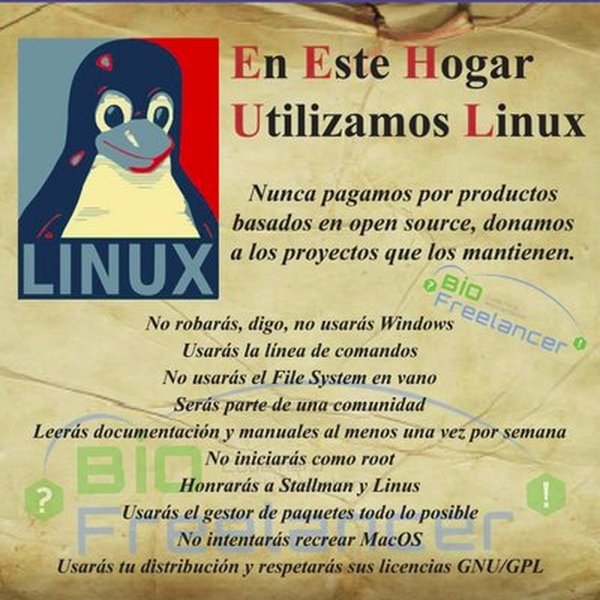 LINUX
En Este Hogar
Utilizamos Linux
Nunca pagamos por productos
basados en open source, donamos
a los proyectos que los mantienen.
? BiO
Freelancer !
No robarás, digo, no usarás Windows
Usarás la línea de comandos
No usarás el File System en vano
Serás parte de una comunidad
Leerás documentación y manuales al menos una vez por semana
No iniciarás como root
Honrarás a Stallman y Linus
Usarás el gestor de paquetes todo lo posible
No intentarás recrear MacOS
Usarás tu distribución y respetarás sus licencias GNU/GPL
? BIO
Freelancer !